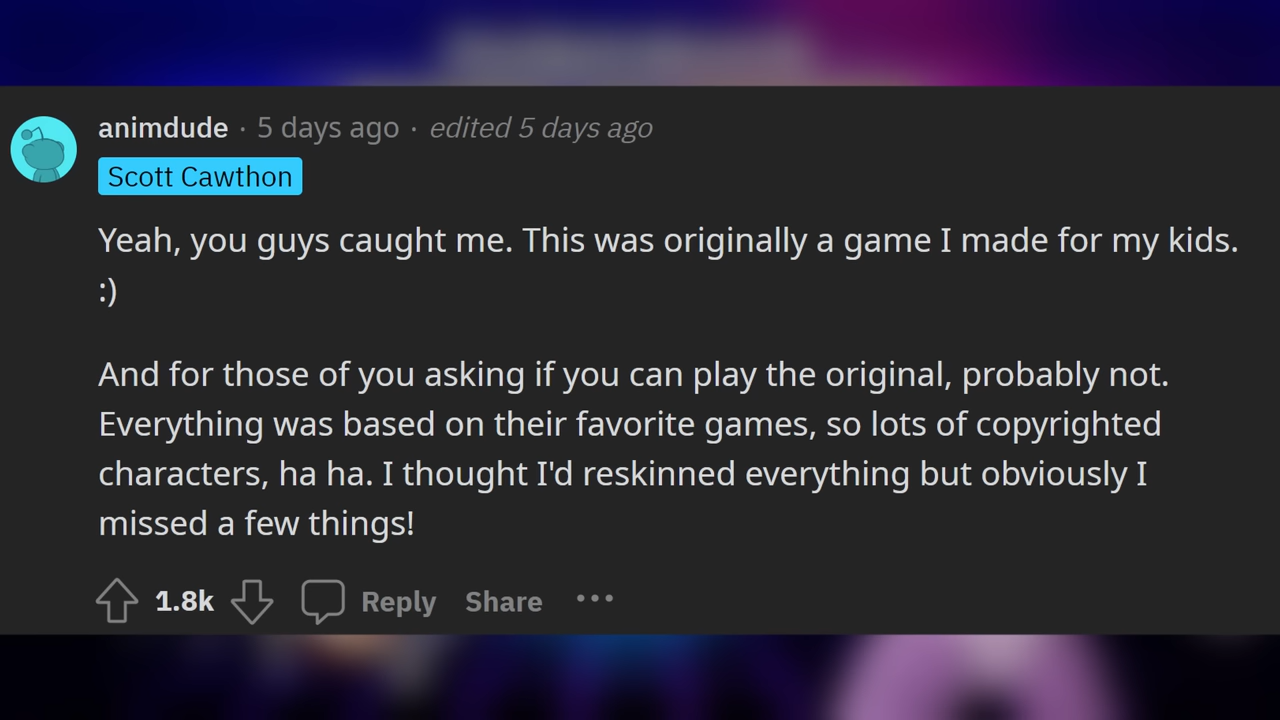 animdude · 5 days ago · edited 5 days ago
Scott Cawthon
Yeah, you guys caught me. This was originally a game I made for my kids.
:)
And for those of you asking if you can play the original, probably not.
Everything was based on their favorite games, so lots of copyrighted
characters, ha ha. I thought I'd reskinned everything but obviously I
missed a few things!
1.8k Reply Share •••